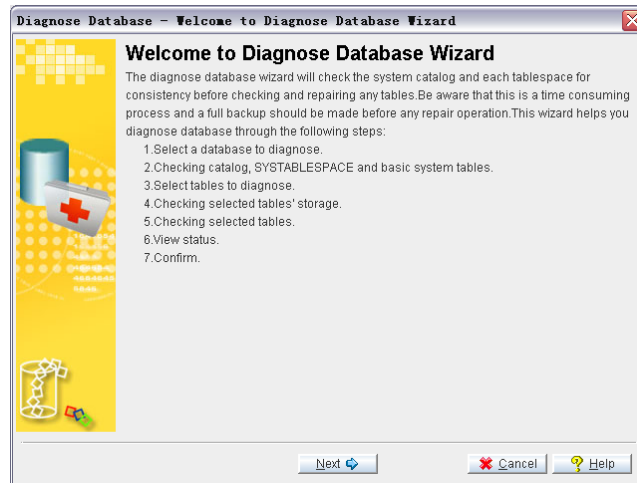 Diagnose Database - Welcome to Diagnose Database Wizard
Welcome to Diagnose Database Wizard
The diagnose database wizard will check the system catalog and each tablespace for
consistency before checking and repairing any tables.Be aware that this is a time consuming
process and a full backup should be made before any repair operation.This wizard helps you
diagnose database through the following steps:
1.Select a database to diagnose.
2.Checking catalog, SYSTABLESPACE and basic system tables.
3.Select tables to diagnose.
4.Checking selected tables' storage.
5.Checking selected tables.
6.View status.
7.Confirm.
Next
Cancel
Help